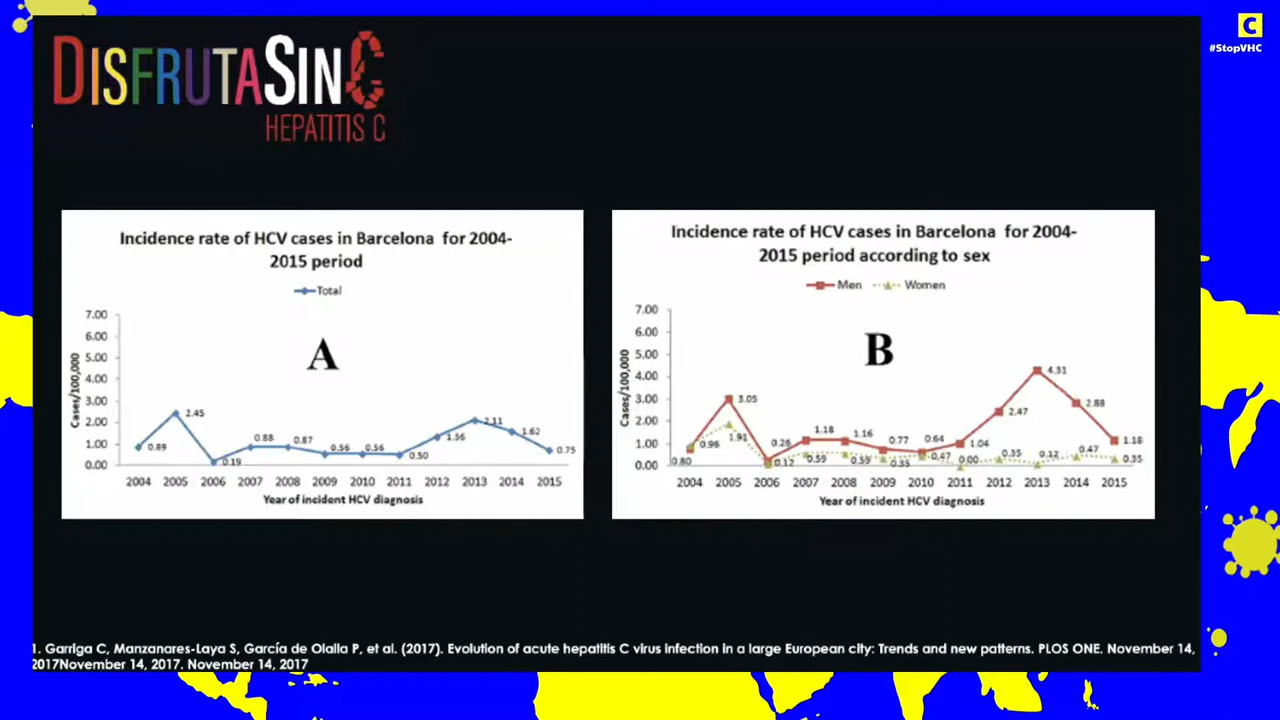 C
#StopVHC
DISFRUTASINC
HEPATITIS C
Incidence rate of HCV cases in Barcelona for 2004-
2015 period
Total
7.00
6.00
5.00
4.00
3.00
2.00
1.00
0.00
Cases/100,000
A
0.89
2.45
0.19
0.88
0.87
0.56
0.56
0.50
1.36
2.11
1.62
0.75
2004 2005 2006 2007 2008 2009 2010 2011 2012 2013 2014 2015
Year of incident HCV diagnosis
Incidence rate of HCV cases in Barcelona for 2004-
2015 period according to sex
Men Women
7.00
6.00
5.00
4.00
3.00
2.00
1.00
0.00
Cases/100,000
B
0.80
0.96
3.05
1.91
0.26
0.12
1.18
0.59
1.16
0.59
0.77
0.35
0.64
0.47
1.04
0.00
2.47
0.35
4.31
0.12
2.88
0.47
1.18
0.35
2004 2005 2006 2007 2008 2009 2010 2011 2012 2013 2014 2015
Year of incident HCV diagnosis
1. Garriga C, Manzanares-Laya S, García de Olalla P, et al. (2017). Evolution of acute hepatitis C virus infection in a large European city: Trends and new patterns. PLOS ONE. November 14,
2017November 14, 2017. November 14, 2017